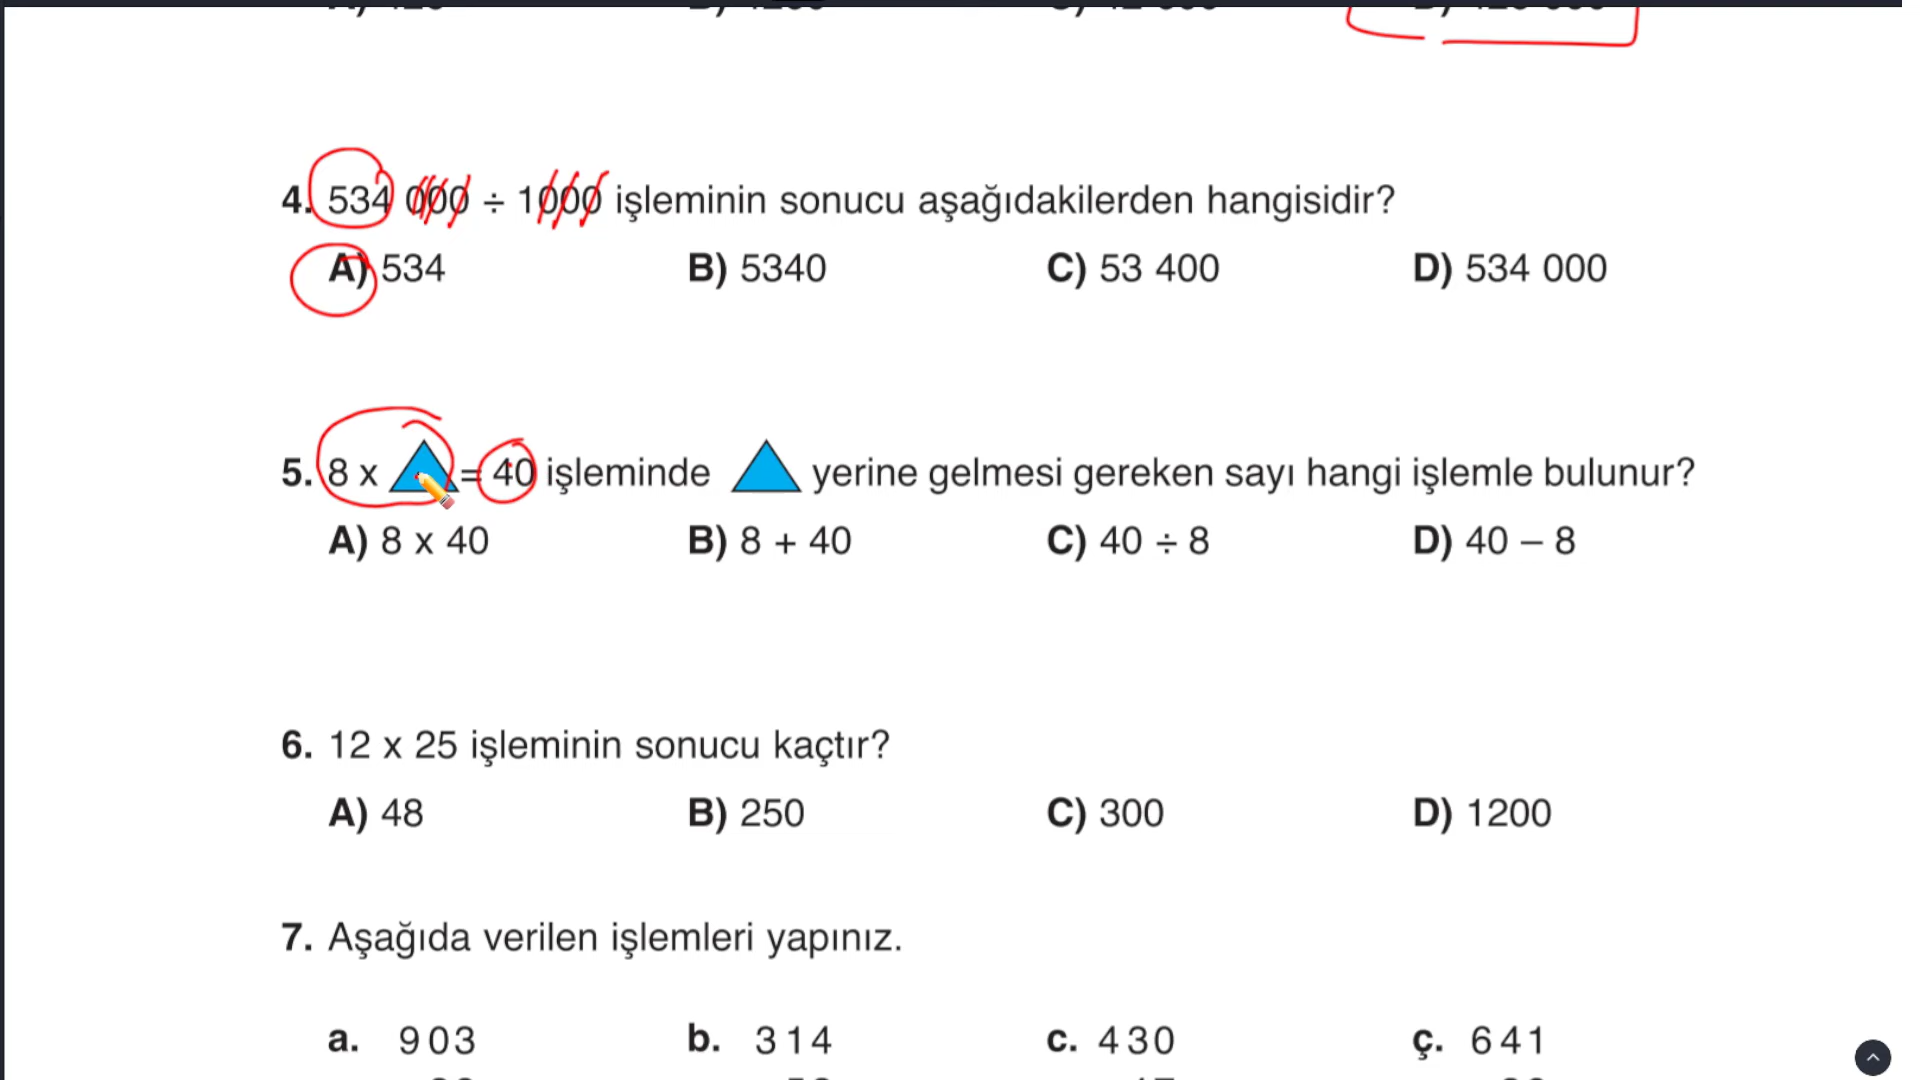 4. 534 000 ÷ 1000 işleminin sonucu aşağıdakilerden hangisidir?
A) 534 B) 5340 C) 53 400 D) 534 000
5. 8 x = 40 işleminde yerine gelmesi gereken sayı hangi işlemle bulunur?
A) 8 x 40 B) 8 + 40 C) 40 ÷ 8 D) 40 – 8
6. 12 x 25 işleminin sonucu kaçtır?
A) 48 B) 250 C) 300 D) 1200
7. Aşağıda verilen işlemleri yapınız.
a. 903 b. 314 c. 430 ç. 641